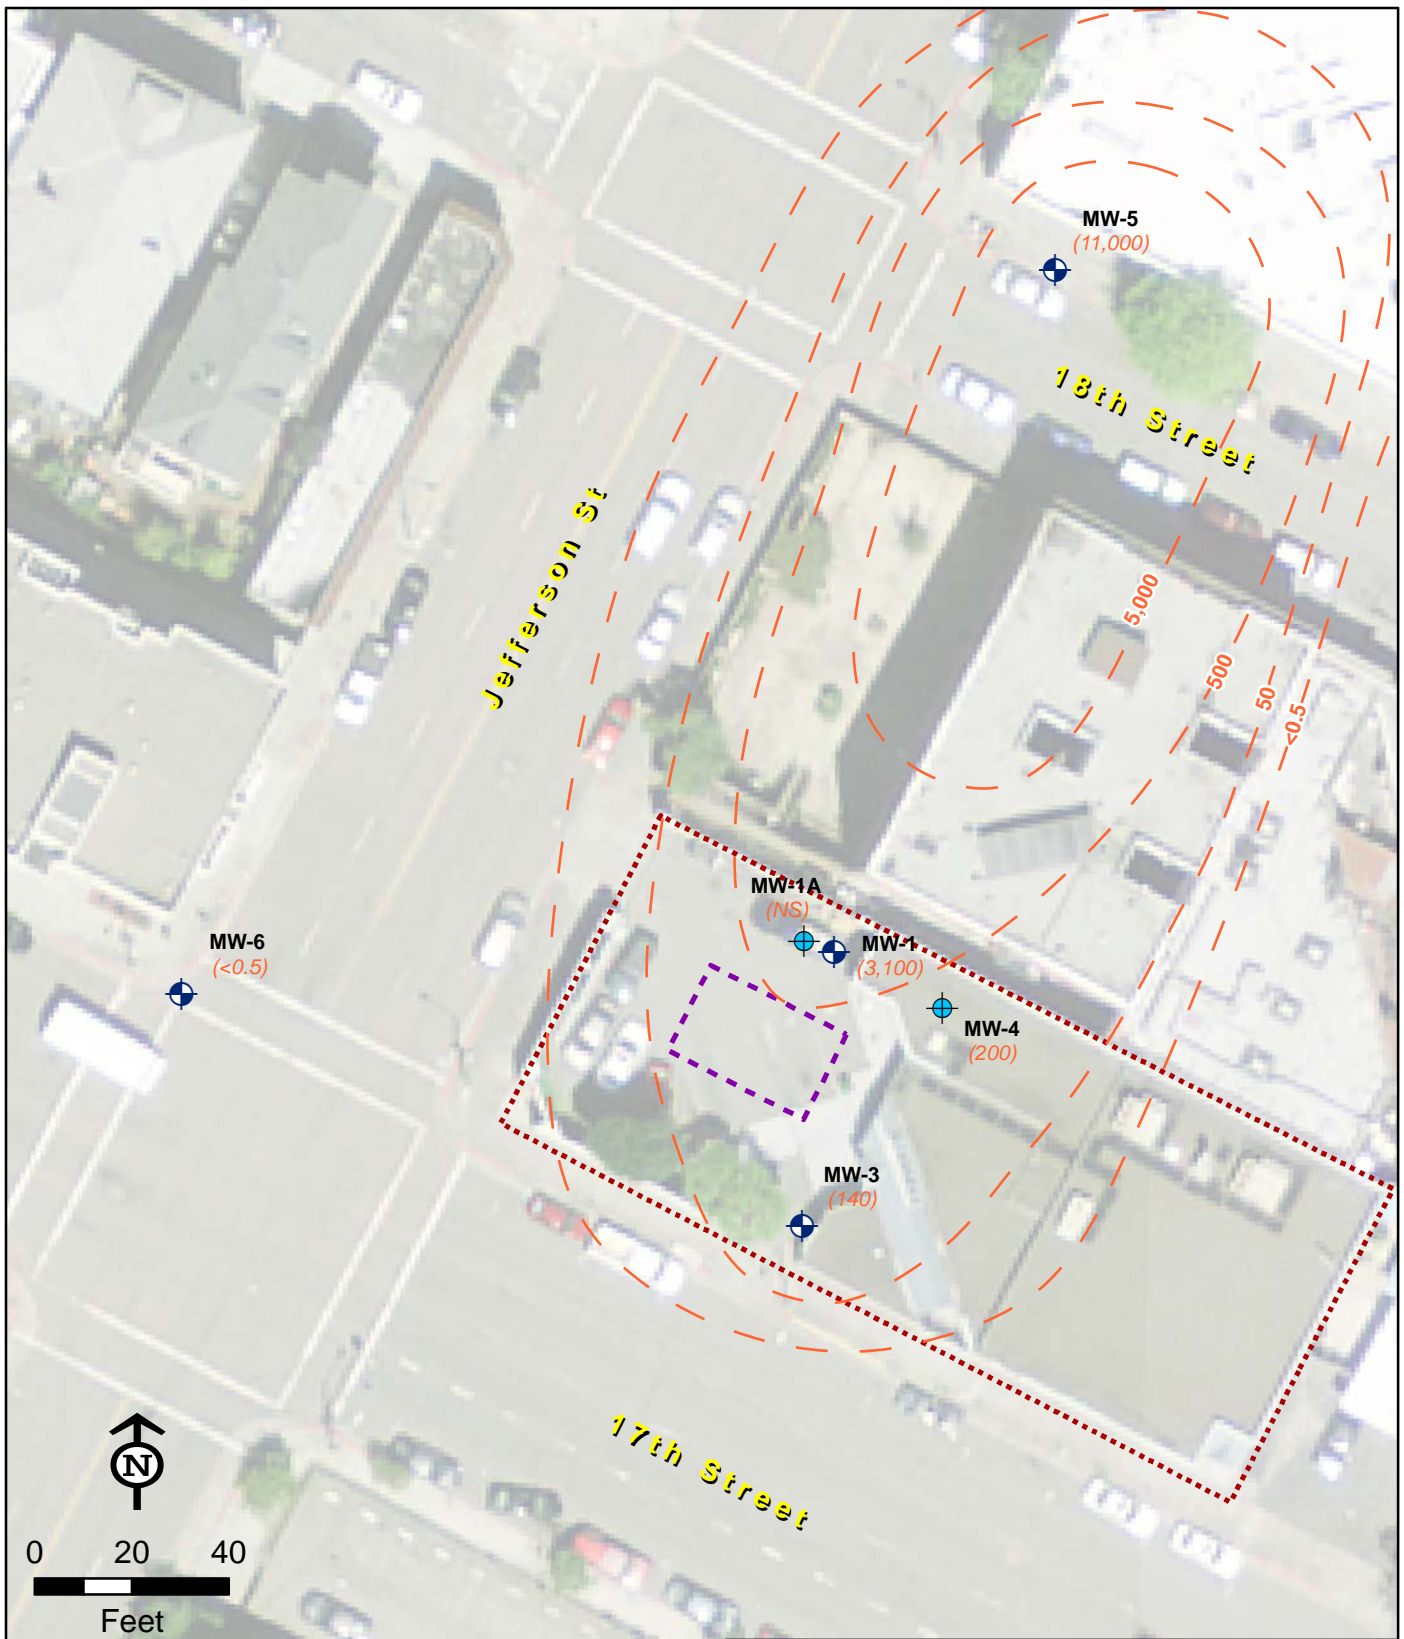 MW-5
(11,000)
18th Street
Jefferson St
5,000
500
50
<0.5
MW-1A
(NS)
MW-1
(3,100)
MW-6
(<0.5)
MW-4
(200)
MW-3
(140)
17th Street
N
0 20 40
Feet